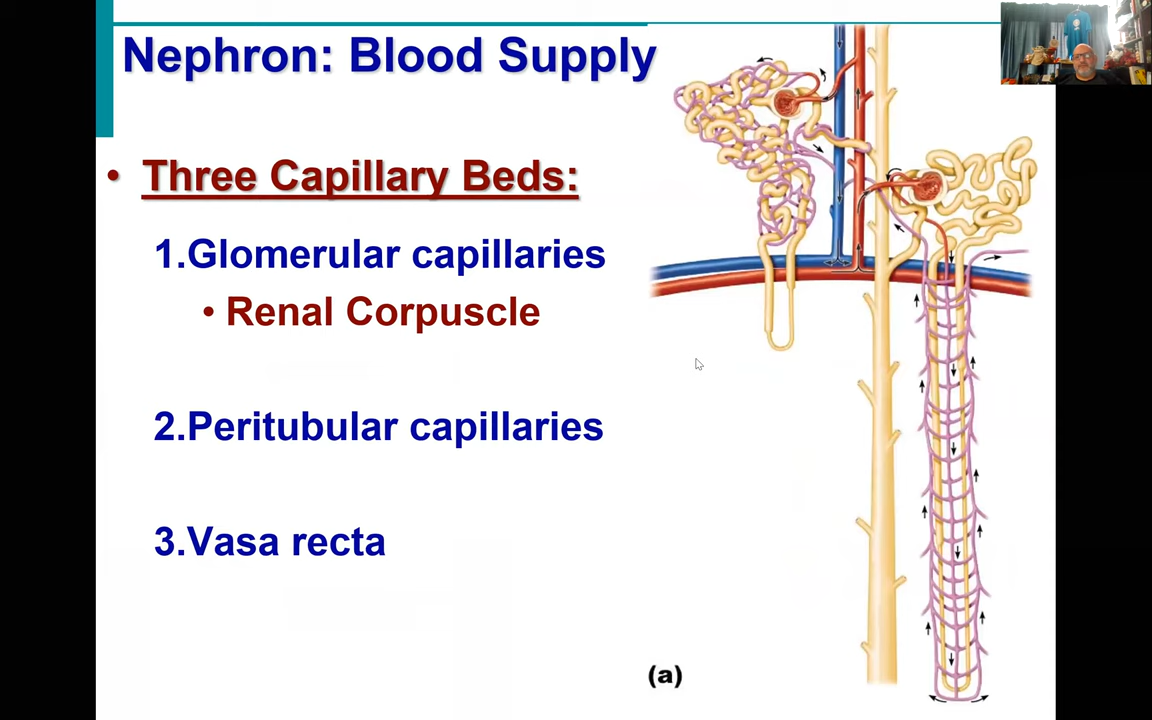 Nephron: Blood Supply
• Three Capillary Beds:
1.Glomerular capillaries
• Renal Corpuscle
2.Peritubular capillaries
3.Vasa recta
(a)